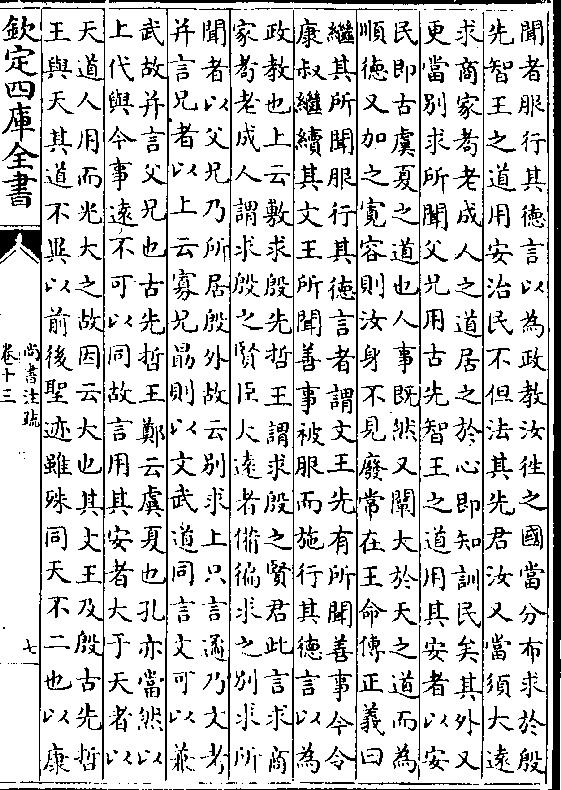 聞者服行其德言以為政教汝往之國當分布求於殷
先智王之道用安治民不但法其先君汝又當須大遠
求商家耇老成人之道居之於心即知訓民矣其外又
更當別求所聞父兄用古先智王之道用其安者以安
民即古虞夏之道也人事既然又闡大於天之道而為
順德又加之寛容則汝身不見廢常在王命傳正義曰
繼其所聞服行其德言者謂文王先有所聞善事今令
康叔繼續其文王所聞善事被服而施行其德言以為
政教也上云敷求殷先哲王謂求殷之賢君此言求商
家耇老成人謂求殷之賢臣大遠者備徧求之別求所
聞者以父兄乃所居殷外故云別求上只言遹乃文考
并言兄者以上云寡兄勗則以文武道同言文可以兼
武故并言父兄也古先哲王鄭云虞夏也孔亦當然以
上代與今事遠不可以同故言用其安者大于天者以
天道人用而光大之故因云大也其文王及殷古先哲
王與天其道不異以前後聖迹雖殊同天不二也以康
欽定四庫全書
尚書注疏
卷十三
七